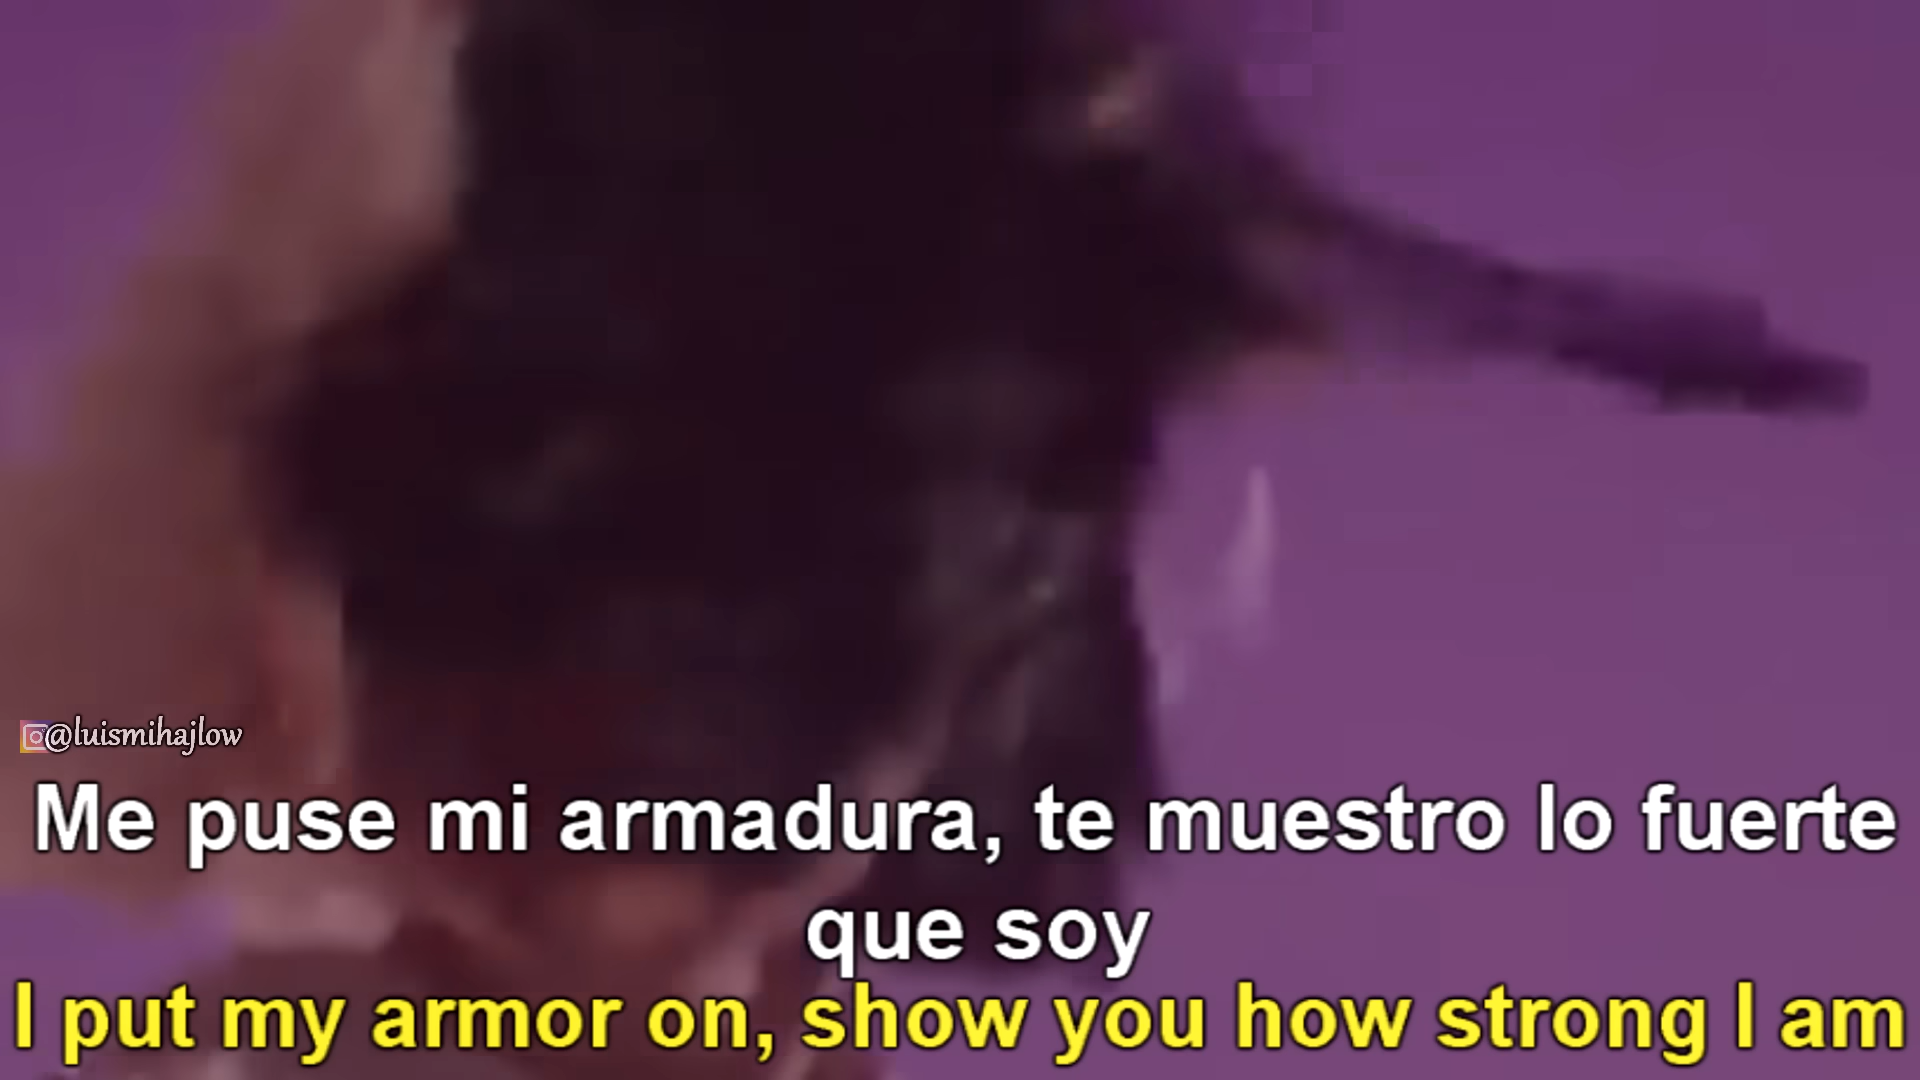 @luismihajlow
Me puse mi armadura, te muestro lo fuerte
que soy
I put my armor on, show you how strong I am